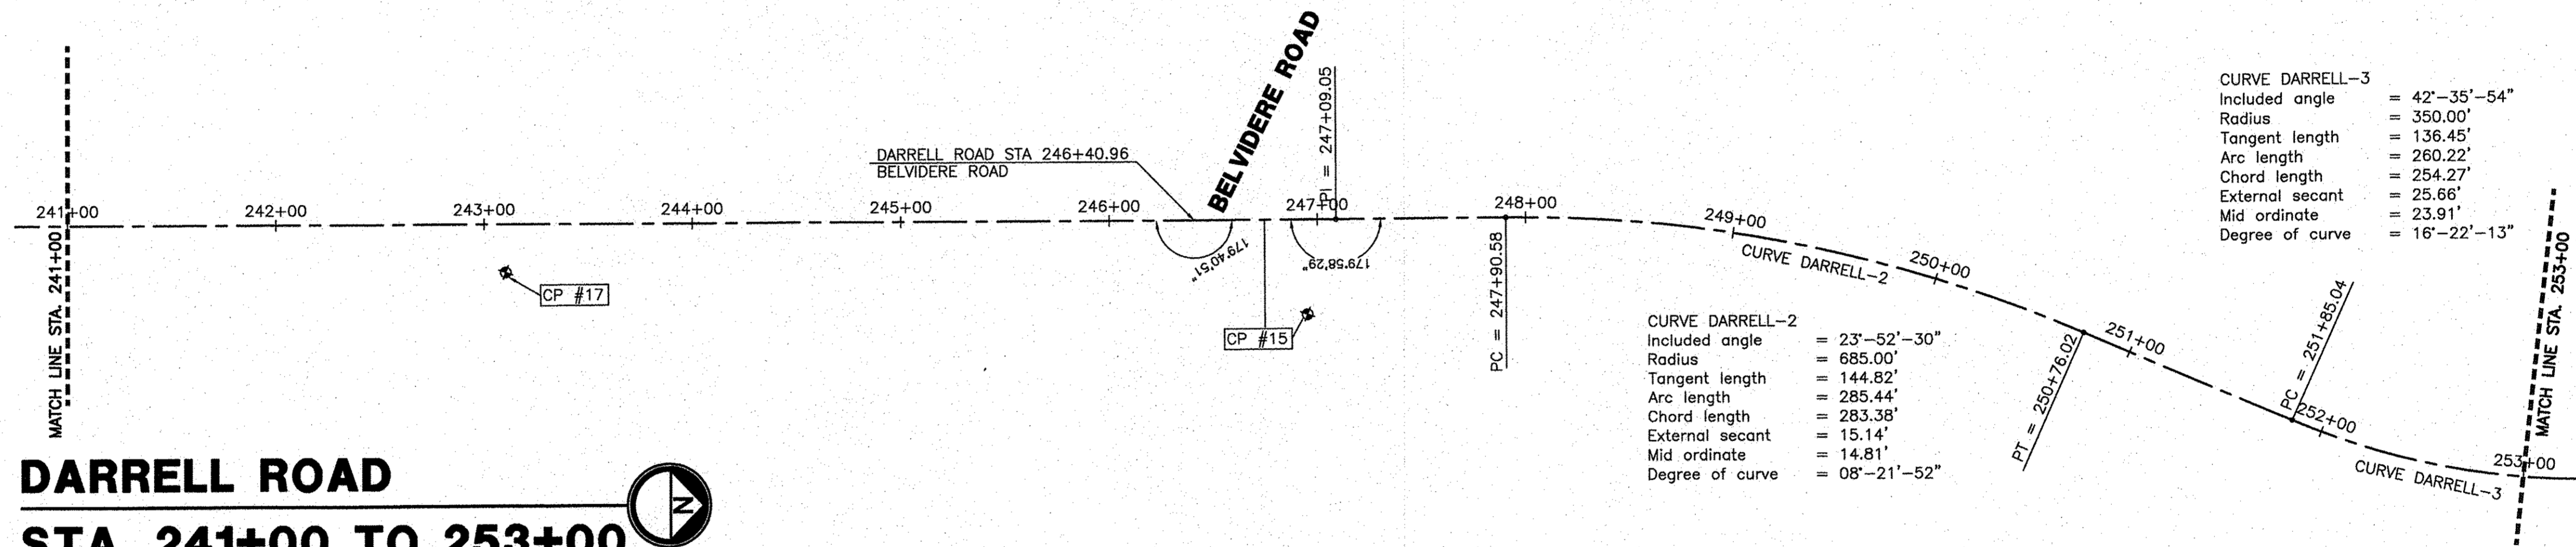 BELVIDERE ROAD
PI = 247+09.05
DARRELL ROAD STA 246+40.96
BELVIDERE ROAD
241+00
242+00
243+00
244+00
245+00
246+00
247+00
248+00
249+00
250+00
251+00
252+00
253+00
MATCH LINE STA. 241+00
CP #17
179°40'51"
179°58'29"
CP #15
PC = 247+90.58
CURVE DARRELL-2
CURVE DARRELL-2
Included angle = 23°-52'-30"
Radius = 685.00'
Tangent length = 144.82'
Arc length = 285.44'
Chord length = 283.38'
External secant = 15.14'
Mid ordinate = 14.81'
Degree of curve = 08°-21'-52"
PT = 250+76.02
PC = 251+85.04
CURVE DARRELL-3
Included angle = 42°-35'-54"
Radius = 350.00'
Tangent length = 136.45'
Arc length = 260.22'
Chord length = 254.27'
External secant = 25.66'
Mid ordinate = 23.91'
Degree of curve = 16°-22'-13"
MATCH LINE STA. 253+00
CURVE DARRELL-3
DARRELL ROAD
STA. 241+00 TO 253+00
N